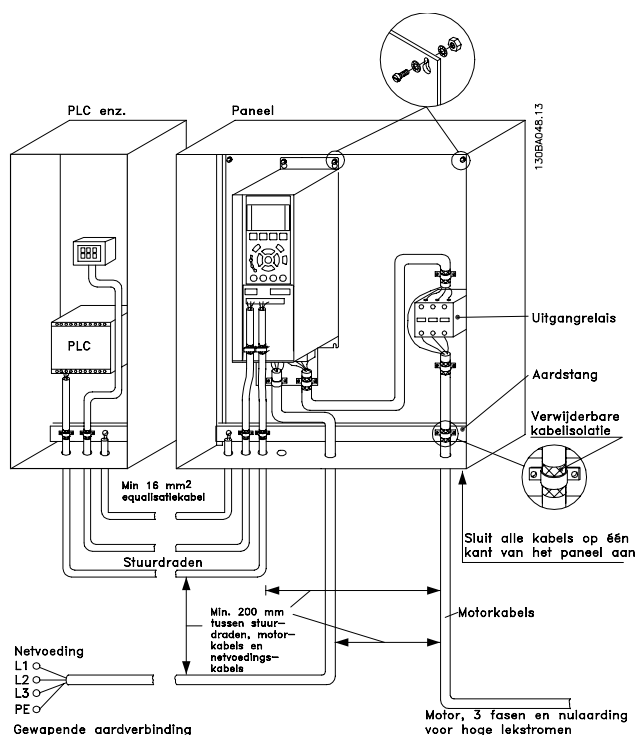 PLC enz.
Paneel
130BA048.13
PLC
Uitgangrelais
Aardstang
Verwijderbare
kabelisolatie
Min 16 mm2
equalisatiekabel
Stuurdraden
Sluit alle kabels op één
kant van het paneel aan
Min. 200 mm
tussen stuur-
draden, motor-
kabels en
netvoedings-
kabels
Motorkabels
Netvoeding
L1
L2
L3
PE
Gewapende aardverbinding
Motor, 3 fasen en nulaarding
voor hoge lekstromen